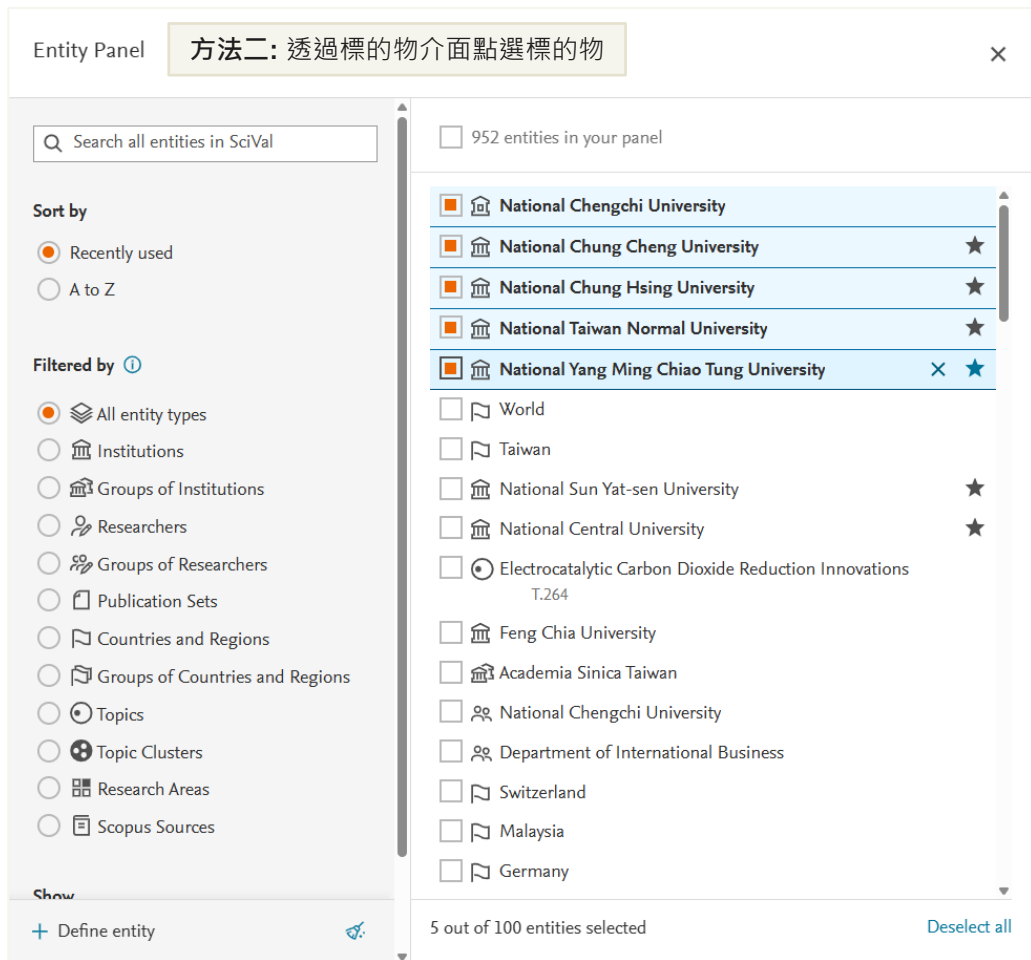 Entity Panel
方法二: 透過標的物介面點選標的物
Search all entities in SciVal
Sort by
Recently used
A to Z
Filtered by
All entity types
Institutions
Groups of Institutions
Researchers
Groups of Researchers
Publication Sets
Countries and Regions
Groups of Countries and Regions
Topics
Topic Clusters
Research Areas
Scopus Sources
Show
+ Define entity
952 entities in your panel
National Chengchi University
National Chung Cheng University
National Chung Hsing University
National Taiwan Normal University
National Yang Ming Chiao Tung University
World
Taiwan
National Sun Yat-sen University
National Central University
Electrocatalytic Carbon Dioxide Reduction Innovations
T.264
Feng Chia University
Academia Sinica Taiwan
National Chengchi University
Department of International Business
Switzerland
Malaysia
Germany
5 out of 100 entities selected
Deselect all